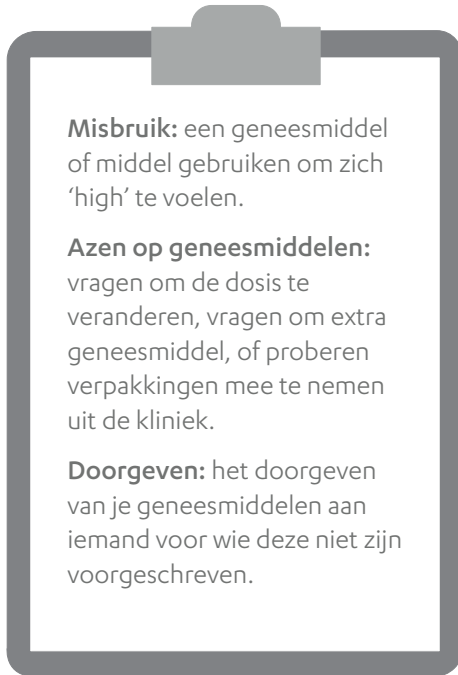 Misbruik: een geneesmiddel
of middel gebruiken om zich
‘high’ te voelen.
Azen op geneesmiddelen:
vragen om de dosis te
veranderen, vragen om extra
geneesmiddel, of proberen
verpakkingen mee te nemen
uit de kliniek.
Doorgeven: het doorgeven
van je geneesmiddelen aan
iemand voor wie deze niet zijn
voorgeschreven.